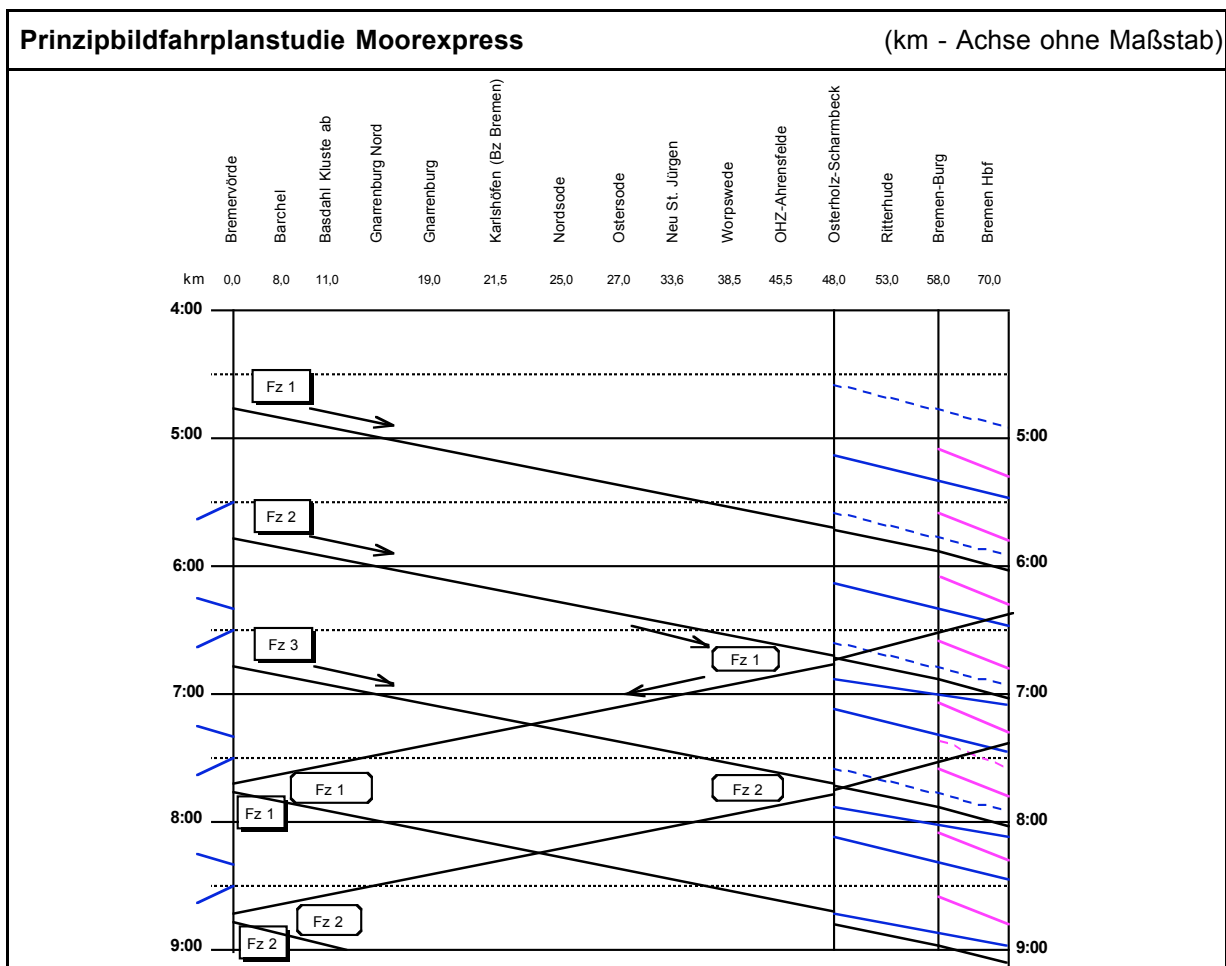 Prinzipbildfahrplanstudie Moorexpress (km - Achse ohne Maßstab)
Bremervörde
Barchel
Basdahl Kluste ab
Gnarrenburg Nord
Gnarrenburg
Karlshöfen (Bz Bremen)
Nordsode
Ostersode
Neu St. Jürgen
Worpswede
OHZ-Ahrensfelde
Osterholz-Scharmbeck
Ritterhude
Bremen-Burg
Bremen Hbf
km 0,0 8,0 11,0 19,0 21,5 25,0 27,0 33,6 38,5 45,5 48,0 53,0 58,0 70,0
4:00
Fz 1
5:00 5:00
Fz 2
6:00 6:00
Fz 3
Fz 1
7:00 7:00
Fz 1
Fz 2
Fz 1
8:00 8:00
Fz 2
Fz 2
9:00 9:00